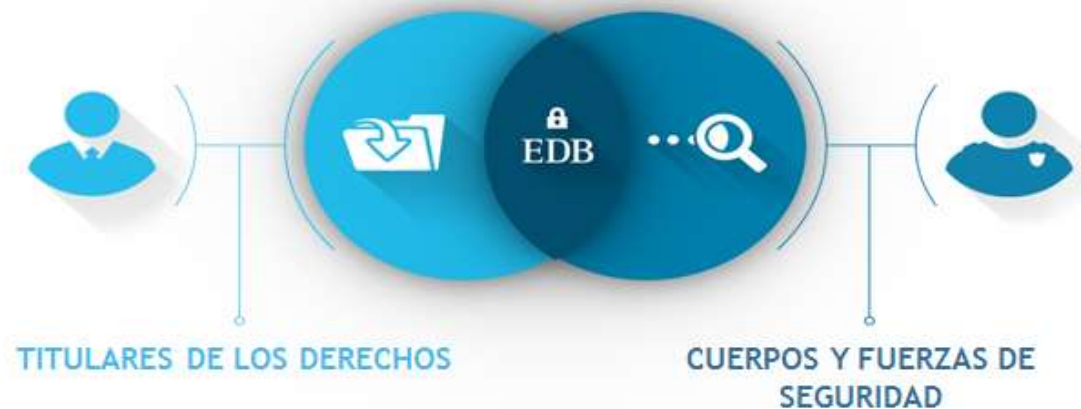 EDB
TITULARES DE LOS DERECHOS
CUERPOS Y FUERZAS DE
SEGURIDAD